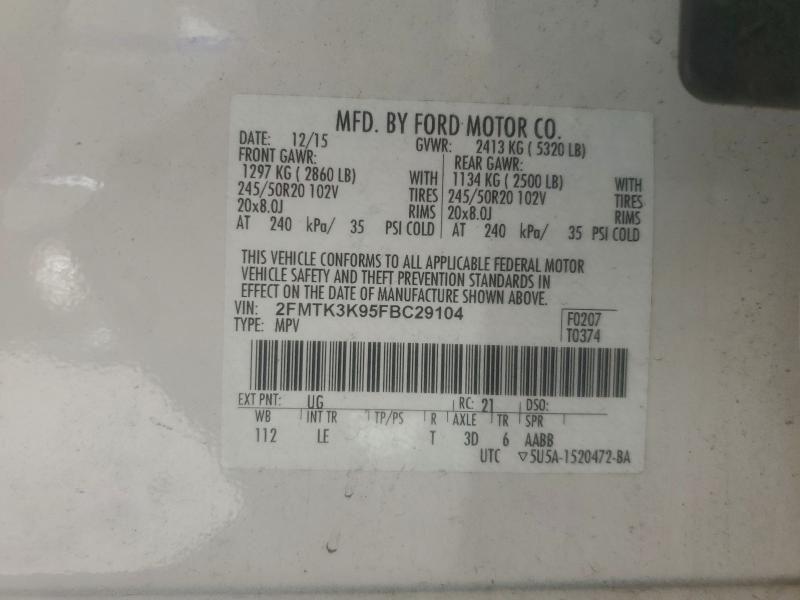 MFD. BY FORD MOTOR CO.
DATE: 12/15 GVWR: 2413 KG ( 5320 LB)
FRONT GAWR: REAR GAWR:
1297 KG ( 2860 LB) WITH 1134 KG ( 2500 LB) WITH
245/50R20 102V TIRES 245/50R20 102V TIRES
20x8.0J RIMS 20x8.0J RIMS
AT 240 kPa/ 35 PSI COLD AT 240 kPa/ 35 PSI COLD
THIS VEHICLE CONFORMS TO ALL APPLICABLE FEDERAL MOTOR
VEHICLE SAFETY AND THEFT PREVENTION STANDARDS IN
EFFECT ON THE DATE OF MANUFACTURE SHOWN ABOVE.
VIN: 2FMTK3K95FBC29104 F0207
TYPE: MPV T0374
EXT PNT: UG RC: 21 DSO:
WB INT TR TP/PS R AXLE TR SPR
112 LE T 3D 6 AABB
UTC ▽5U5A-1520472-BA